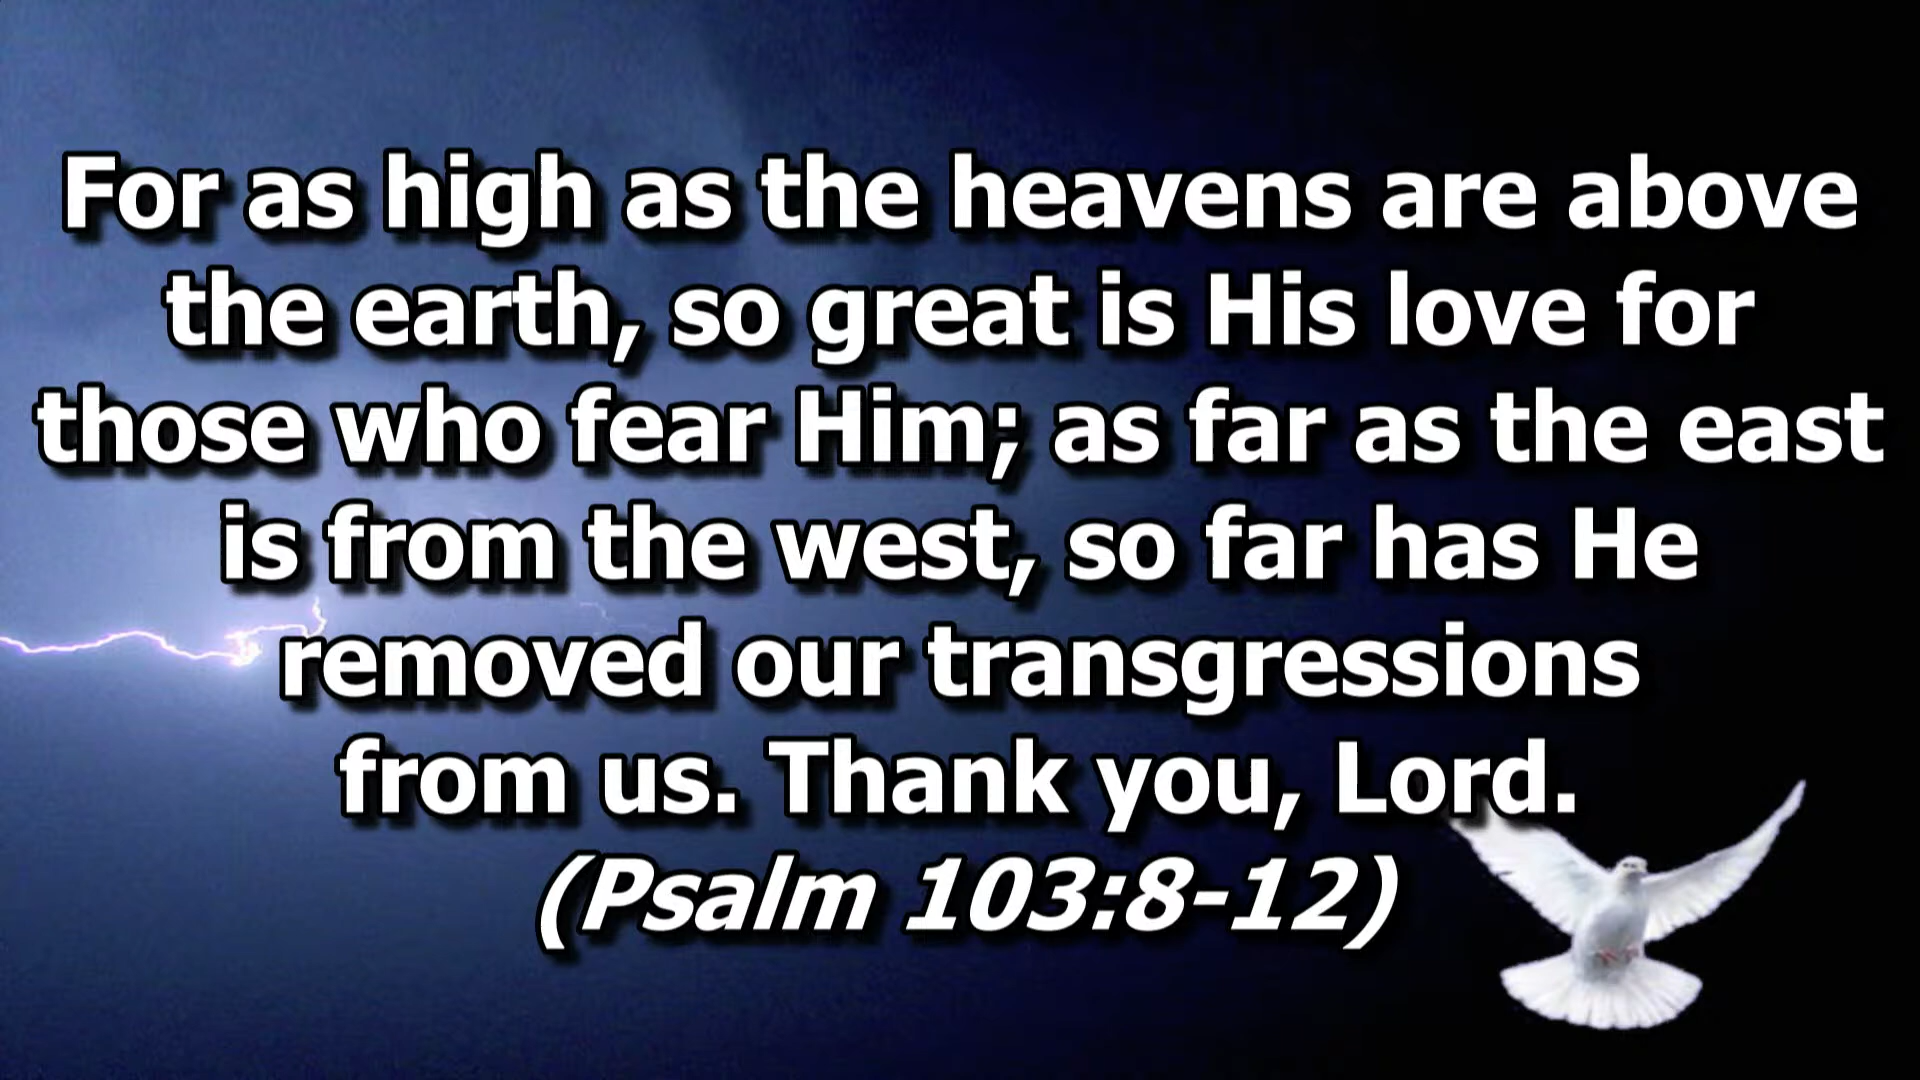 For as high as the heavens are above
the earth, so great is His love for
those who fear Him; as far as the east
is from the west, so far has He
removed our transgressions
from us. Thank you, Lord.
(Psalm 103:8-12)